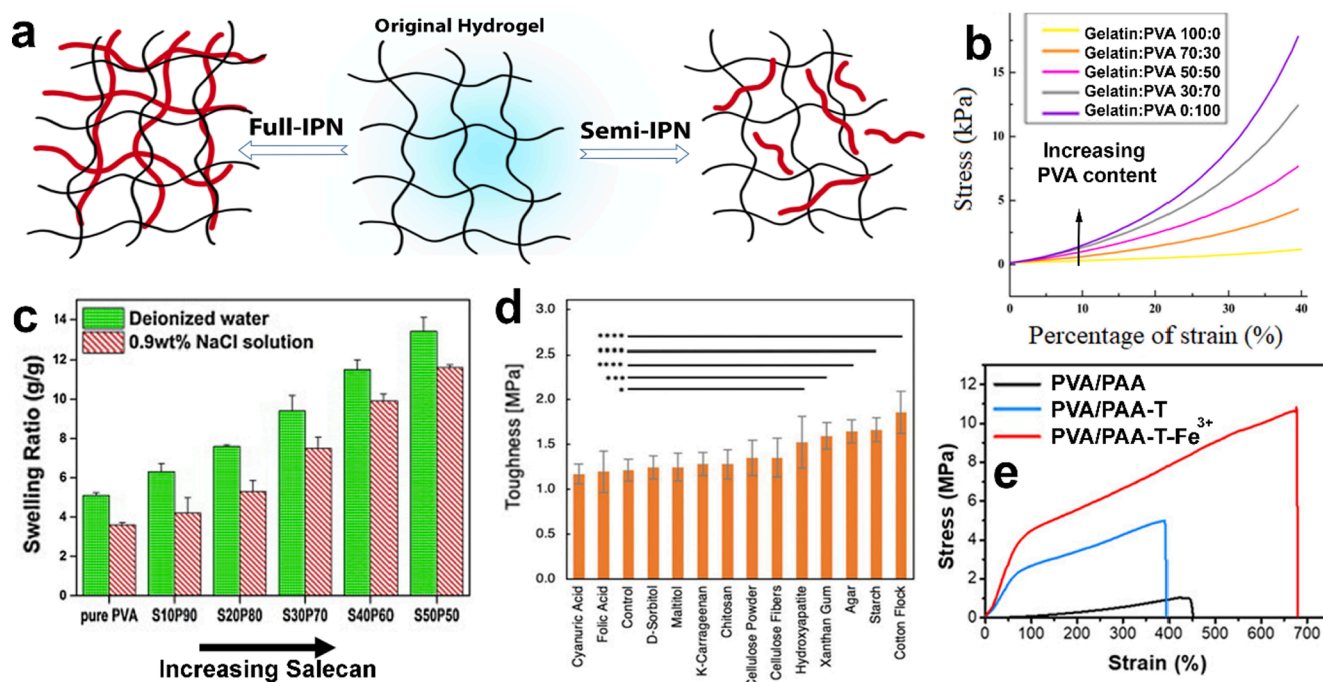 a
Original Hydrogel
Full-IPN
Semi-IPN
b
Stress (kPa)
15
10
5
0
Gelatin:PVA 100:0
Gelatin:PVA 70:30
Gelatin:PVA 50:50
Gelatin:PVA 30:70
Gelatin:PVA 0:100
Increasing
PVA content
0 10 20 30 40
Percentage of strain (%)
c
Swelling Ratio (g/g)
14
12
10
8
6
4
2
0
Deionized water
0.9wt% NaCl solution
pure PVA S10P90 S20P80 S30P70 S40P60 S50P50
Increasing Salecan
d
Toughness [MPa]
3.0
2.5
2.0
1.5
1.0
0.5
0.0
****
****
****
***
*
Cyanuric Acid
Folic Acid
Control
D-Sorbitol
Maltitol
K-Carrageenan
Chitosan
Cellulose Powder
Cellulose Fibers
Hydroxyapatite
Xanthan Gum
Agar
Starch
Cotton Flock
e
Stress (MPa)
12
10
8
6
4
2
0
PVA/PAA
PVA/PAA-T
PVA/PAA-T-Fe³⁺
0 100 200 300 400 500 600 700
Strain (%)